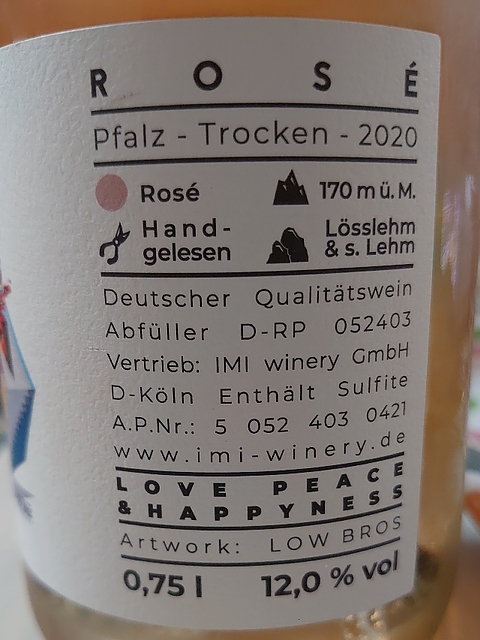 ROSÉ
Pfalz - Trocken - 2020
Rosé
170 m ü. M.
Hand-
gelesen
Lösslehm
& s. Lehm
Deutscher Qualitätswein
Abfüller D-RP 052403
Vertrieb: IMI winery GmbH
D-Köln Enthält Sulfite
A.P.Nr.: 5 052 403 0421
www.imi-winery.de
LOVE PEACE
& HAPPYNESS
Artwork: LOW BROS
0,75 l 12,0 % vol